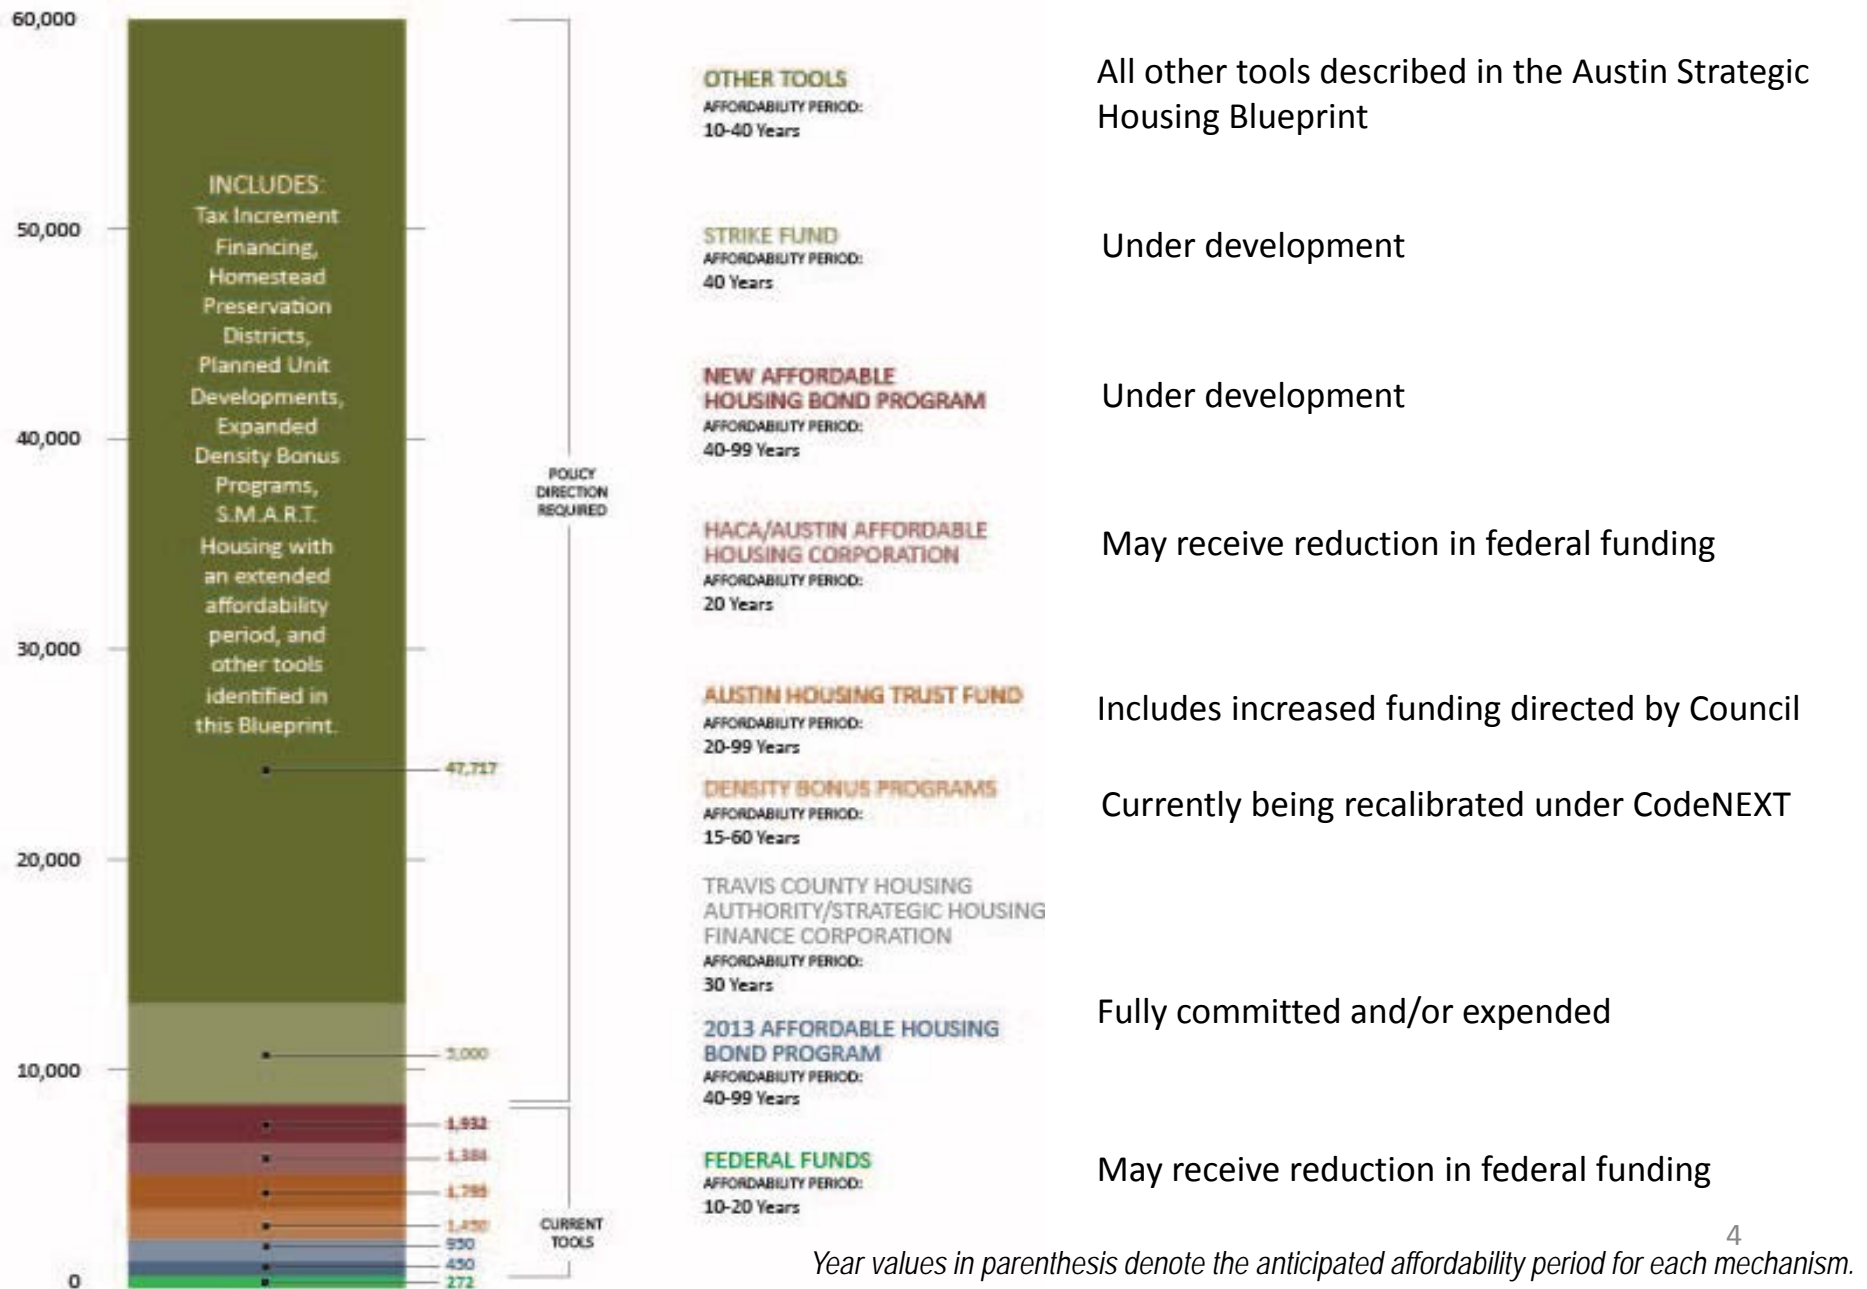 60,000
50,000
40,000
30,000
20,000
10,000
0
INCLUDES:
Tax Increment
Financing,
Homestead
Preservation
Districts,
Planned Unit
Developments,
Expanded
Density Bonus
Programs,
S.M.A.R.T.
Housing with
an extended
affordability
period, and
other tools
identified in
this Blueprint.
47,717
1,932
1,450
950
450
272
POLICY
DIRECTION
REQUIRED
CURRENT
TOOLS
OTHER TOOLS
AFFORDABILITY PERIOD:
10-40 Years
All other tools described in the Austin Strategic
Housing Blueprint
STRIKE FUND
AFFORDABILITY PERIOD:
40 Years
Under development
NEW AFFORDABLE
HOUSING BOND PROGRAM
AFFORDABILITY PERIOD:
40-99 Years
Under development
HACA/AUSTIN AFFORDABLE
HOUSING CORPORATION
AFFORDABILITY PERIOD:
20 Years
May receive reduction in federal funding
AUSTIN HOUSING TRUST FUND
AFFORDABILITY PERIOD:
20-99 Years
Includes increased funding directed by Council
DENSITY BONUS PROGRAMS
AFFORDABILITY PERIOD:
15-60 Years
Currently being recalibrated under CodeNEXT
TRAVIS COUNTY HOUSING
AUTHORITY/STRATEGIC HOUSING
FINANCE CORPORATION
AFFORDABILITY PERIOD:
30 Years
2013 AFFORDABLE HOUSING
BOND PROGRAM
AFFORDABILITY PERIOD:
40-99 Years
Fully committed and/or expended
FEDERAL FUNDS
AFFORDABILITY PERIOD:
10-20 Years
May receive reduction in federal funding
4
Year values in parenthesis denote the anticipated affordability period for each mechanism.